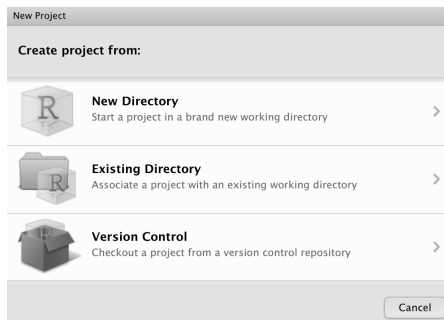 New Project
Create project from:
New Directory
Start a project in a brand new working directory
Existing Directory
Associate a project with an existing working directory
Version Control
Checkout a project from a version control repository
Cancel